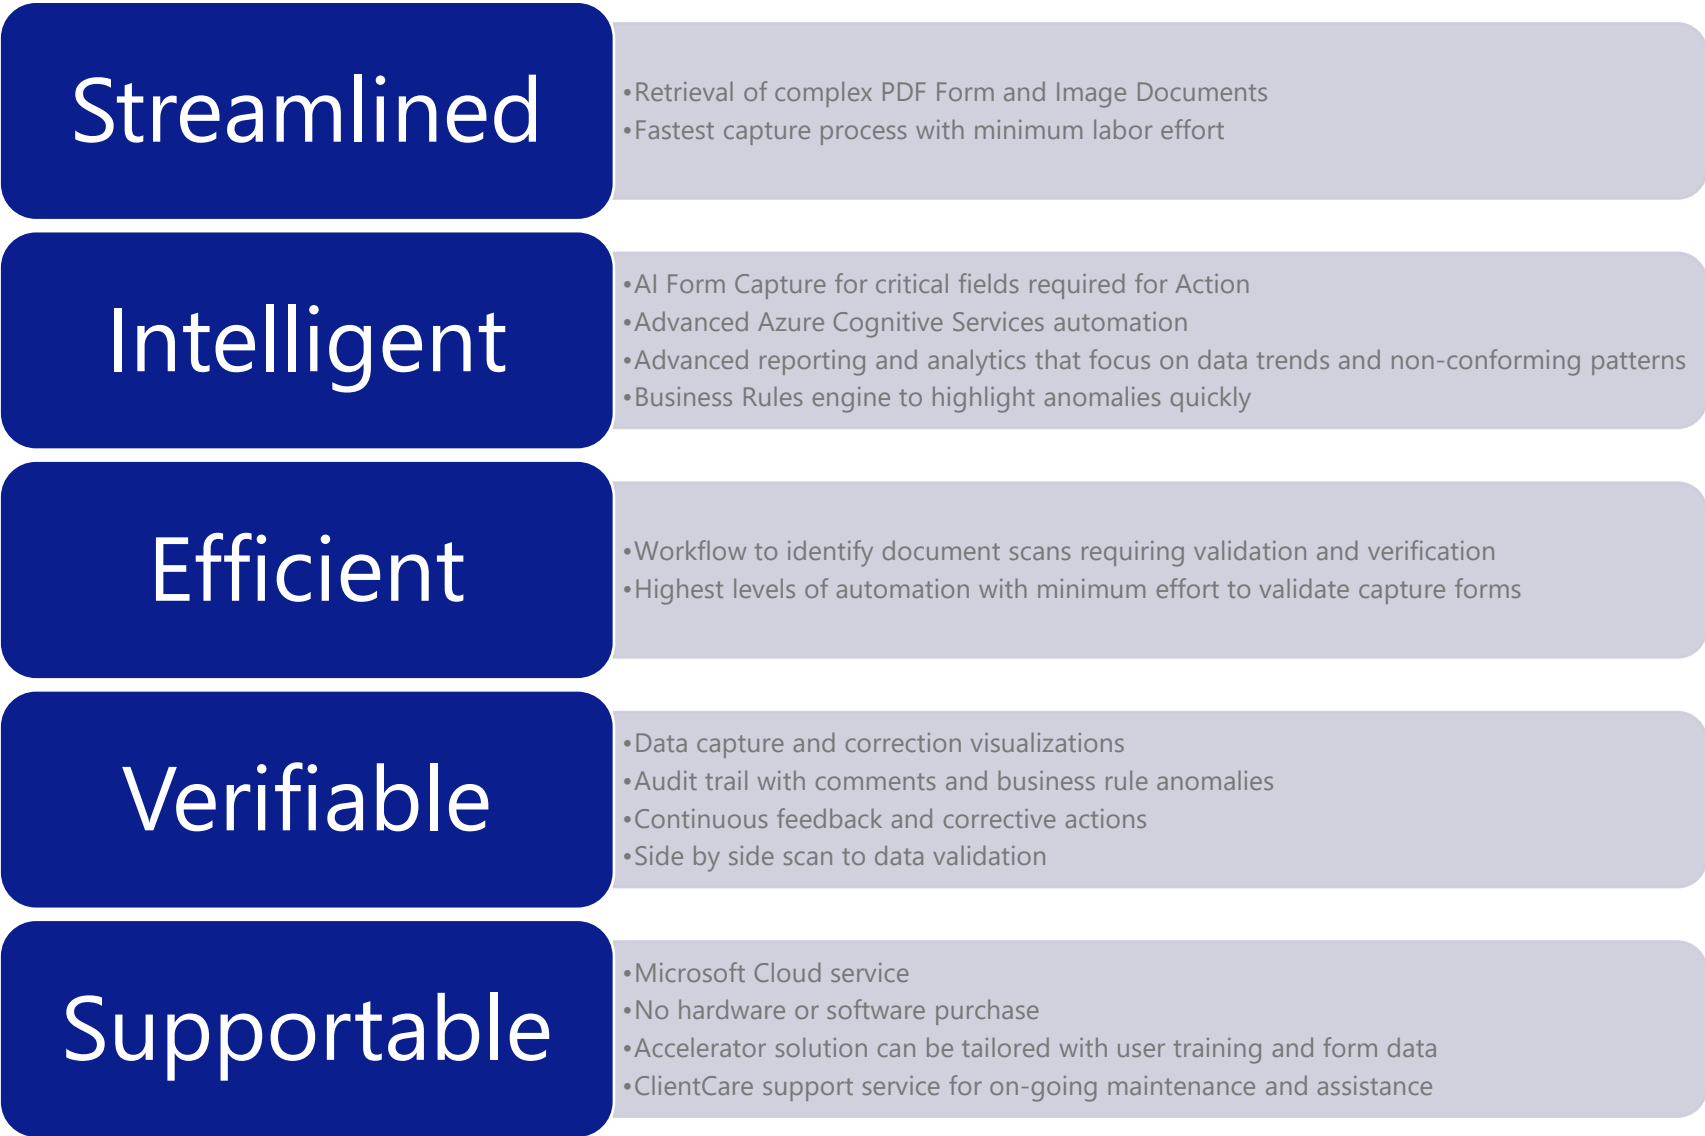 Streamlined
•Retrieval of complex PDF Form and Image Documents
•Fastest capture process with minimum labor effort
Intelligent
•AI Form Capture for critical fields required for Action
•Advanced Azure Cognitive Services automation
•Advanced reporting and analytics that focus on data trends and non-conforming patterns
•Business Rules engine to highlight anomalies quickly
Efficient
•Workflow to identify document scans requiring validation and verification
•Highest levels of automation with minimum effort to validate capture forms
Verifiable
•Data capture and correction visualizations
•Audit trail with comments and business rule anomalies
•Continuous feedback and corrective actions
•Side by side scan to data validation
Supportable
•Microsoft Cloud service
•No hardware or software purchase
•Accelerator solution can be tailored with user training and form data
•ClientCare support service for on-going maintenance and assistance